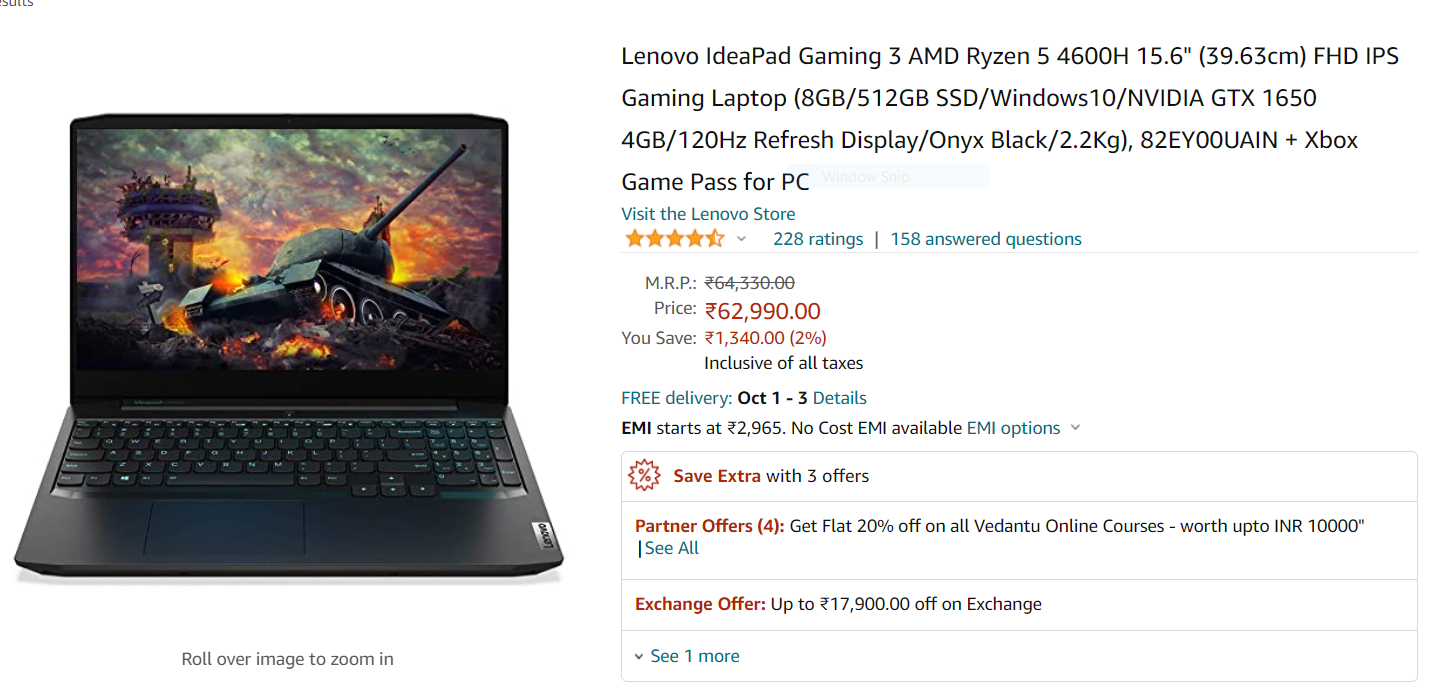 Lenovo IdeaPad Gaming 3 AMD Ryzen 5 4600H 15.6" (39.63cm) FHD IPS
Gaming Laptop (8GB/512GB SSD/Windows10/NVIDIA GTX 1650
4GB/120Hz Refresh Display/Onyx Black/2.2Kg), 82EY00UAIN + Xbox
Game Pass for PC
Window Snip
Visit the Lenovo Store
228 ratings | 158 answered questions
M.R.P.: ₹64,330.00
Price: ₹62,990.00
You Save: ₹1,340.00 (2%)
Inclusive of all taxes
FREE delivery: Oct 1 - 3 Details
EMI starts at ₹2,965. No Cost EMI available EMI options
Save Extra with 3 offers
Partner Offers (4): Get Flat 20% off on all Vedantu Online Courses - worth upto INR 10000"
|See All
Exchange Offer: Up to ₹17,900.00 off on Exchange
See 1 more
Lenovo
Roll over image to zoom in